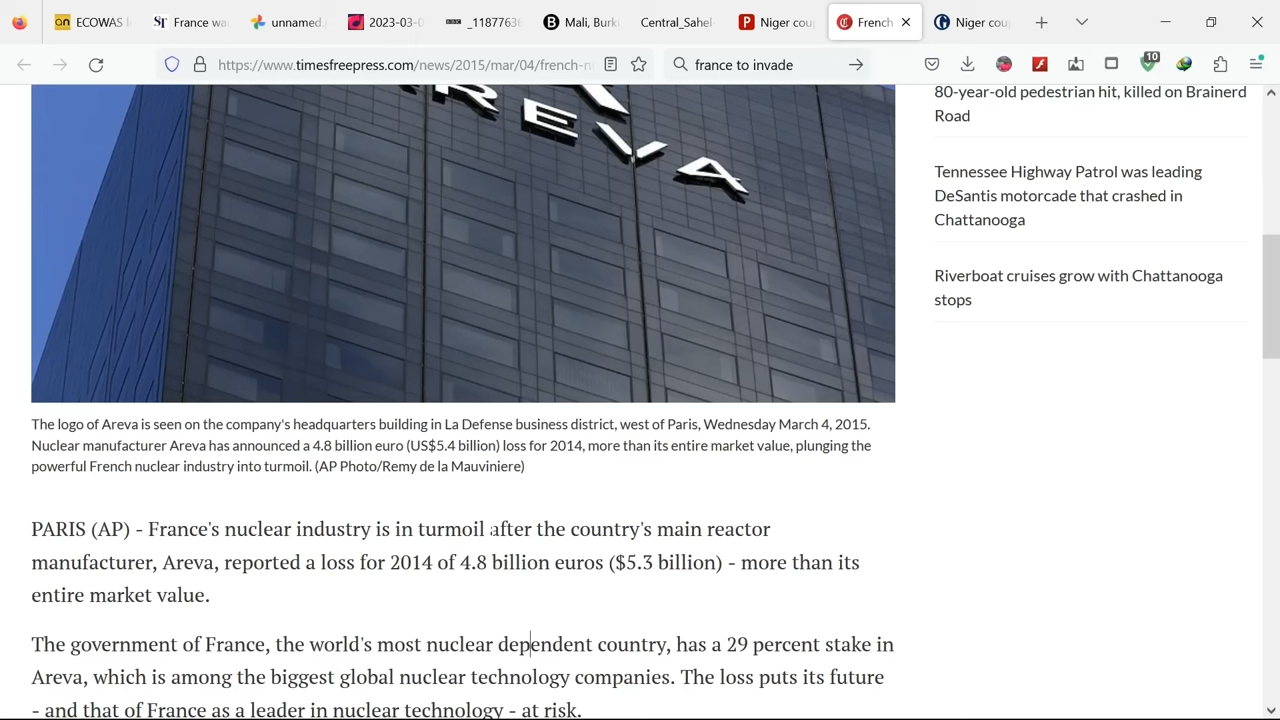 ECOWAS
France wa
unnamed.
2023-03-0
_11877636
Mali, Burk
Central_Sahel
Niger cou
French
Niger cou
https://www.timesfreepress.com/news/2015/mar/04/french-n
france to invade
10
REVA
80-year-old pedestrian hit, killed on Brainerd
Road
Tennessee Highway Patrol was leading
DeSantis motorcade that crashed in
Chattanooga
Riverboat cruises grow with Chattanooga
stops
The logo of Areva is seen on the company's headquarters building in La Defense business district, west of Paris, Wednesday March 4, 2015.
Nuclear manufacturer Areva has announced a 4.8 billion euro (US$5.4 billion) loss for 2014, more than its entire market value, plunging the
powerful French nuclear industry into turmoil. (AP Photo/Remy de la Mauviniere)
PARIS (AP) - France's nuclear industry is in turmoil after the country's main reactor
manufacturer, Areva, reported a loss for 2014 of 4.8 billion euros ($5.3 billion) - more than its
entire market value.
The government of France, the world's most nuclear dependent country, has a 29 percent stake in
Areva, which is among the biggest global nuclear technology companies. The loss puts its future
- and that of France as a leader in nuclear technology - at risk.